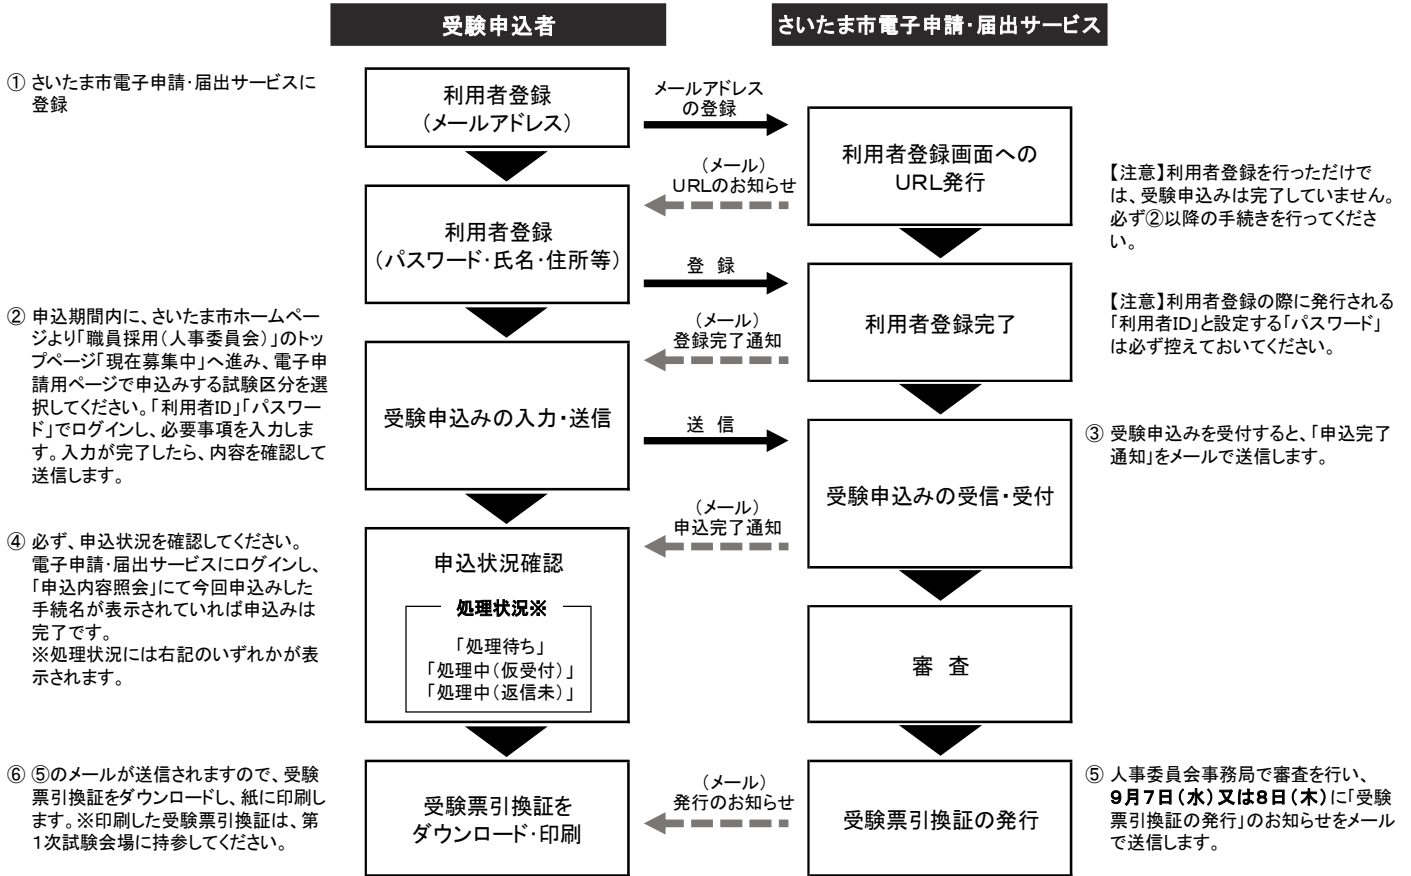 受験申込者
さいたま市電子申請・届出サービス
① さいたま市電子申請・届出サービスに
登録
利用者登録
（メールアドレス）
メールアドレス
の登録
利用者登録画面への
ＵＲＬ発行
（メール）
ＵＲＬのお知らせ
【注意】利用者登録を行っただけで
は、受験申込みは完了していません。
必ず②以降の手続きを行ってくださ
い。
利用者登録
（パスワード・氏名・住所等）
登 録
利用者登録完了
（メール）
登録完了通知
【注意】利用者登録の際に発行される
「利用者ID」と設定する「パスワード」
は必ず控えておいてください。
② 申込期間内に、さいたま市ホームペー
ジより「職員採用（人事委員会）」のトッ
プページ「現在募集中」へ進み、電子申
請用ページで申込みする試験区分を選
択してください。「利用者ID」「パスワー
ド」でログインし、必要事項を入力しま
す。入力が完了したら、内容を確認して
送信します。
受験申込みの入力・送信
送 信
受験申込みの受信・受付
③ 受験申込みを受付すると、「申込完了
通知」をメールで送信します。
（メール）
申込完了通知
④ 必ず、申込状況を確認してください。
電子申請・届出サービスにログインし、
「申込内容照会」にて今回申込みした
手続名が表示されていれば申込みは
完了です。
※処理状況には右記のいずれかが表
示されます。
申込状況確認
処理状況※
「処理待ち」
「処理中（仮受付）」
「処理中（返信未）」
審 査
⑥ ⑤のメールが送信されますので、受験
票引換証をダウンロードし、紙に印刷し
ます。※印刷した受験票引換証は、第
１次試験会場に持参してください。
受験票引換証を
ダウンロード・印刷
（メール）
発行のお知らせ
受験票引換証の発行
⑤ 人事委員会事務局で審査を行い、
９月７日（水）又は８日（木）に「受験
票引換証の発行」のお知らせをメール
で送信します。